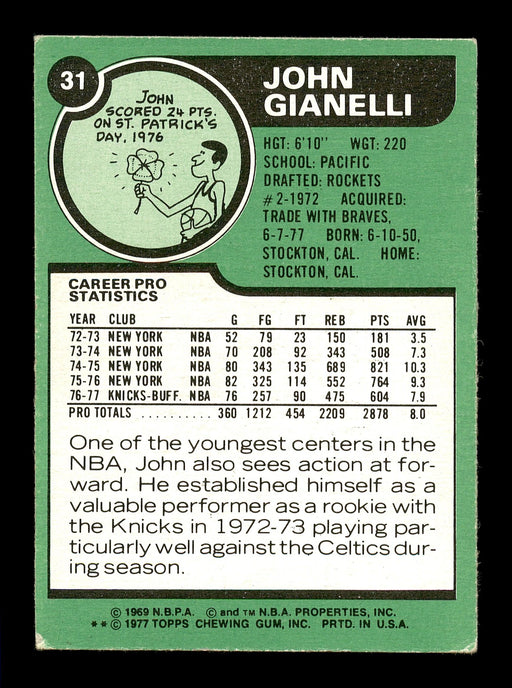 31
JOHN
GIANELLI
JOHN
SCORED 24 PTS.
ON ST. PATRICK'S
DAY, 1976
HGT: 6'10" WGT: 220
SCHOOL: PACIFIC
DRAFTED: ROCKETS
#2-1972 ACQUIRED:
TRADE WITH BRAVES,
6-7-77 BORN: 6-10-50,
STOCKTON, CAL. HOME:
STOCKTON, CAL.
CAREER PRO
STATISTICS
YEAR CLUB G FG FT REB PTS AVG
72-73 NEW YORK NBA 52 79 23 150 181 3.5
73-74 NEW YORK NBA 70 208 92 343 508 7.3
74-75 NEW YORK NBA 80 343 135 689 821 10.3
75-76 NEW YORK NBA 82 325 114 552 764 9.3
76-77 KNICKS-BUFF. NBA 76 257 90 475 604 7.9
PRO TOTALS .......... 360 1212 454 2209 2878 8.0
One of the youngest centers in the
NBA, John also sees action at for-
ward. He established himself as a
valuable performer as a rookie with
the Knicks in 1972-73 playing par-
ticularly well against the Celtics dur-
ing season.
© 1969 N.B.P.A. © and TM N.B.A. PROPERTIES, INC.
**© 1977 TOPPS CHEWING GUM, INC. PRTD. IN U.S.A.